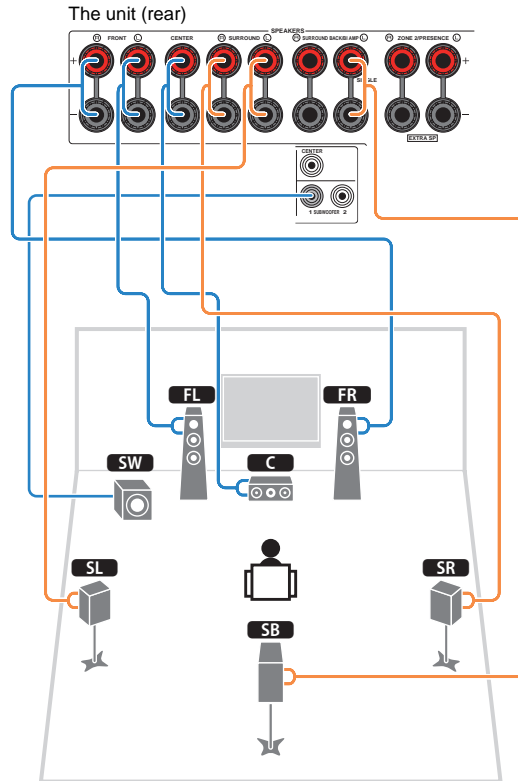 The unit (rear)
SPEAKERS
R FRONT L CENTER R SURROUND L R SURROUND BACK/BI AMP L R ZONE 2/PRESENCE L
+ +
SINGLE
– –
EXTRA SP
CENTER
1 SUBWOOFER 2
FL FR
SW C
SL SR
SB